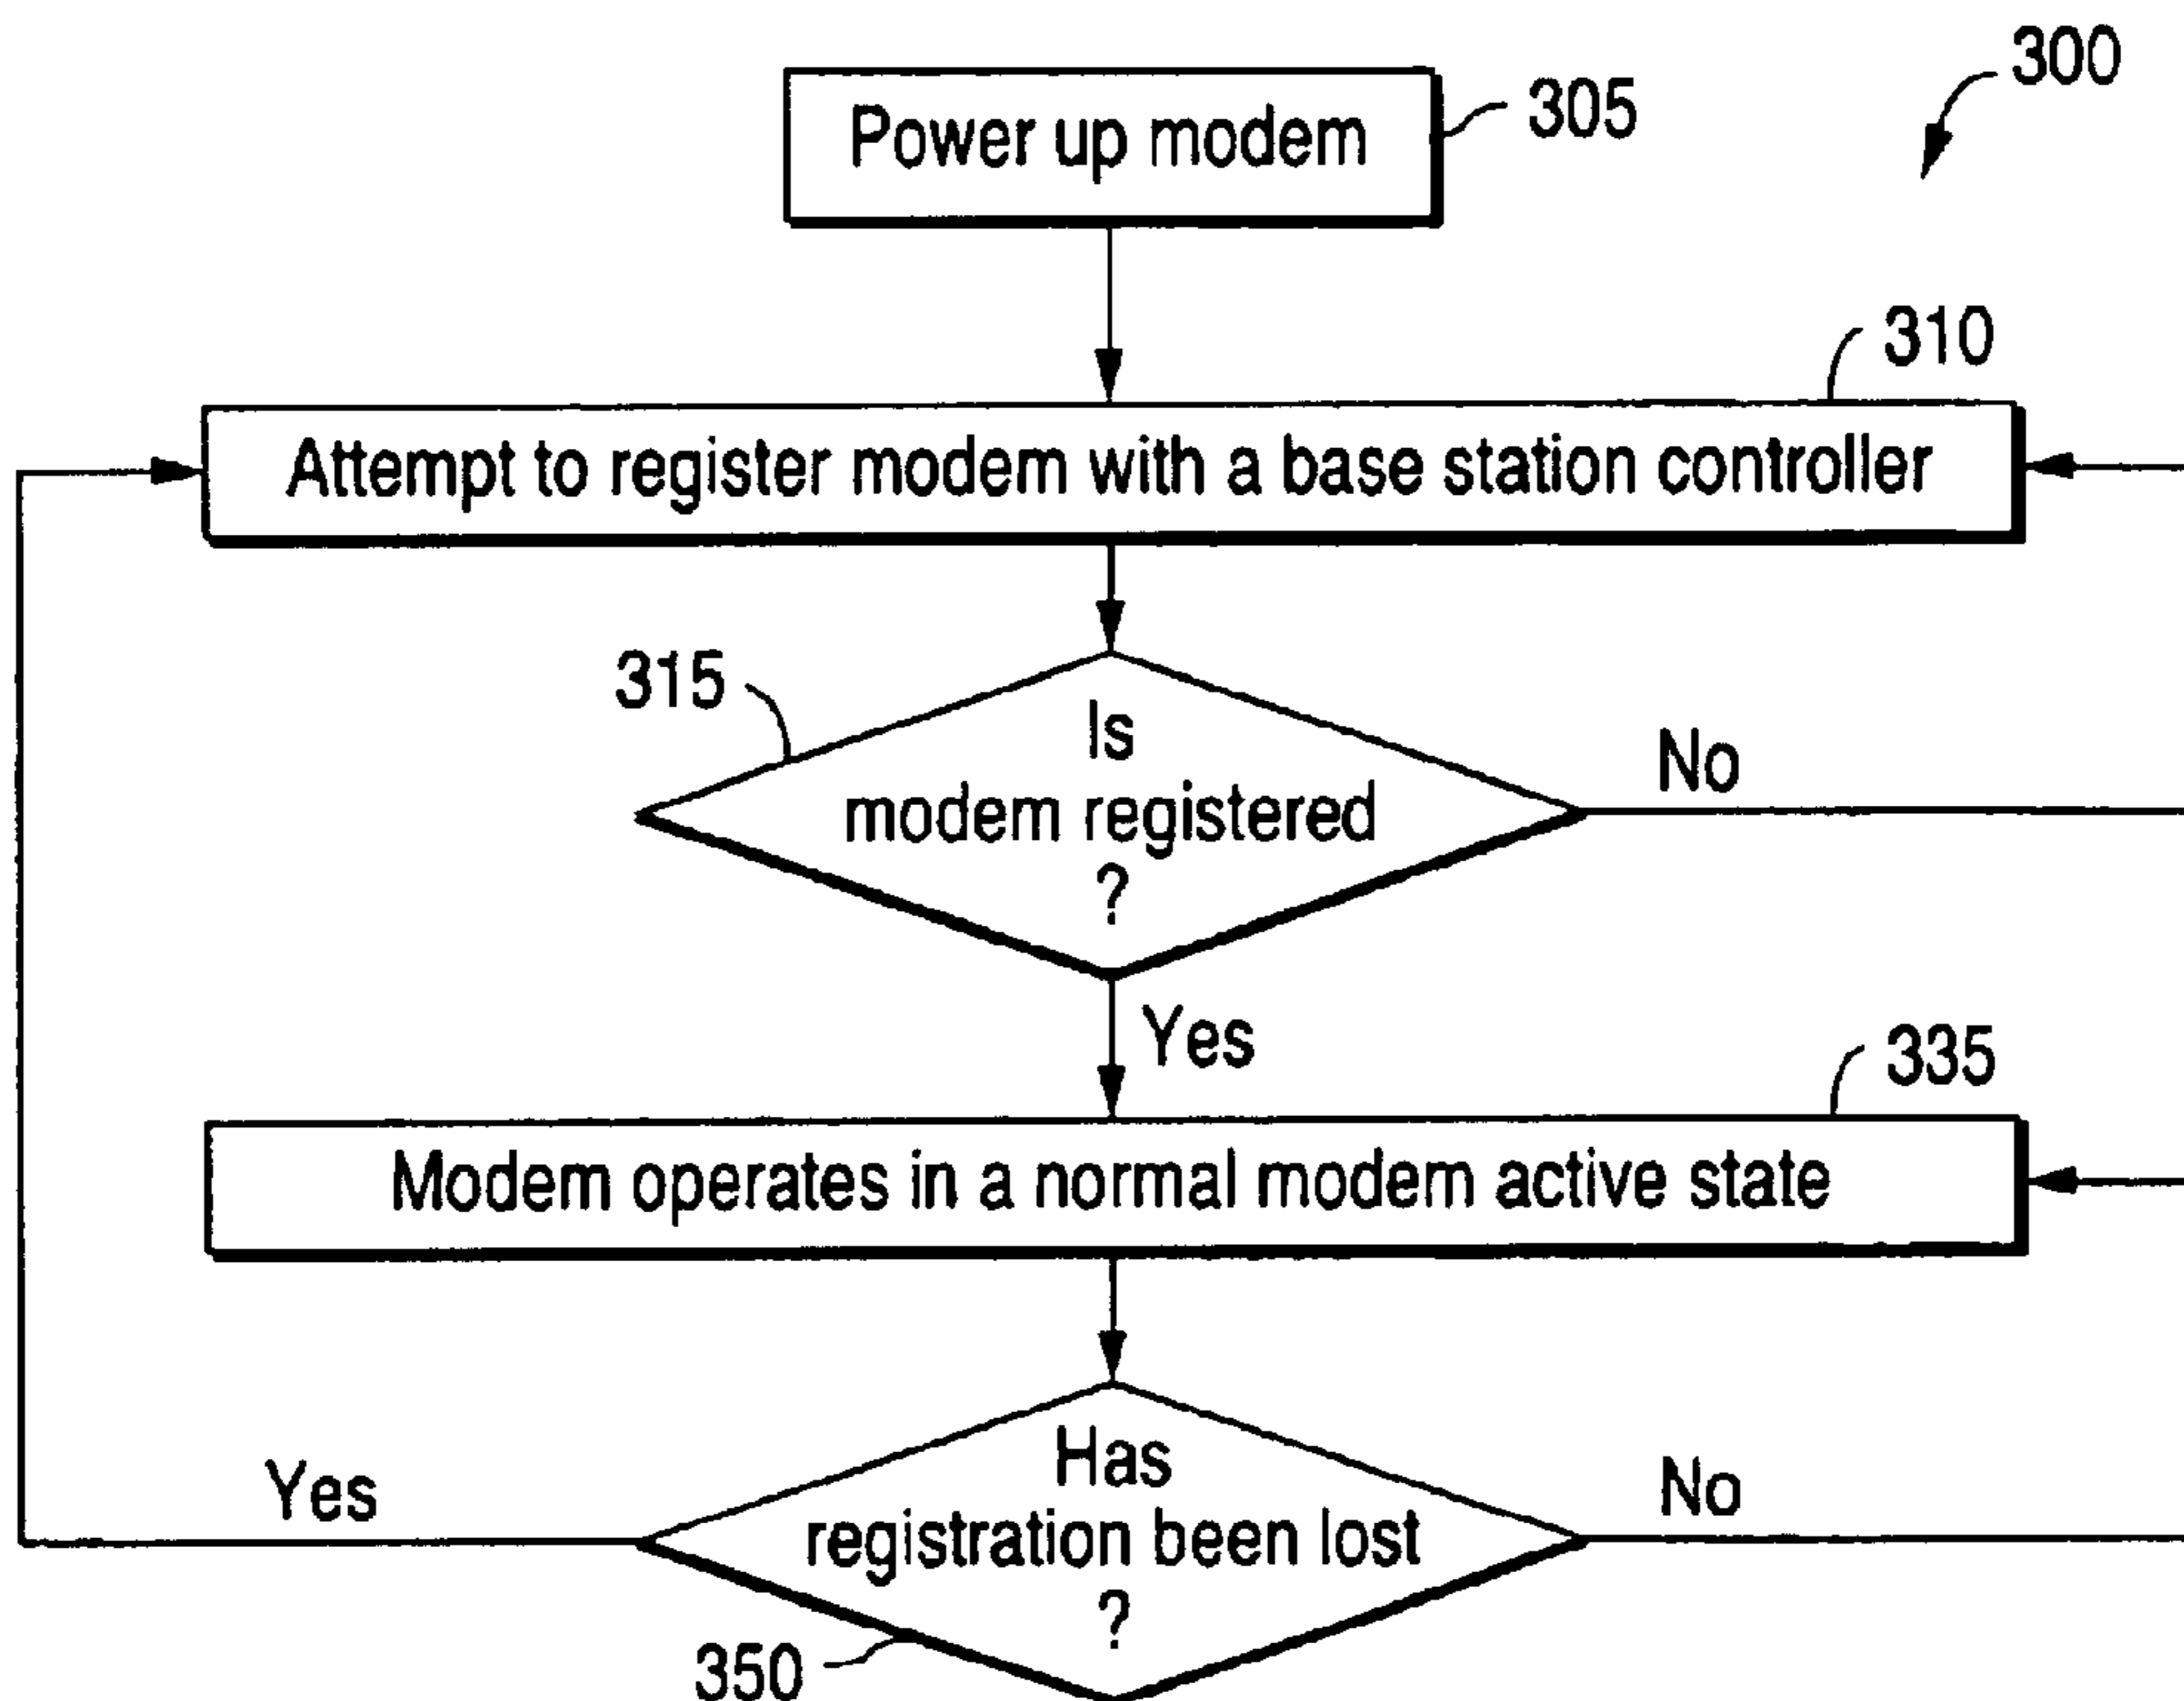 300
Power up modem
305
310
Attempt to register modem with a base station controller
315
Is
modem registered
?
No
Yes
335
Modem operates in a normal modem active state
Has
registration been lost
?
Yes
No
350